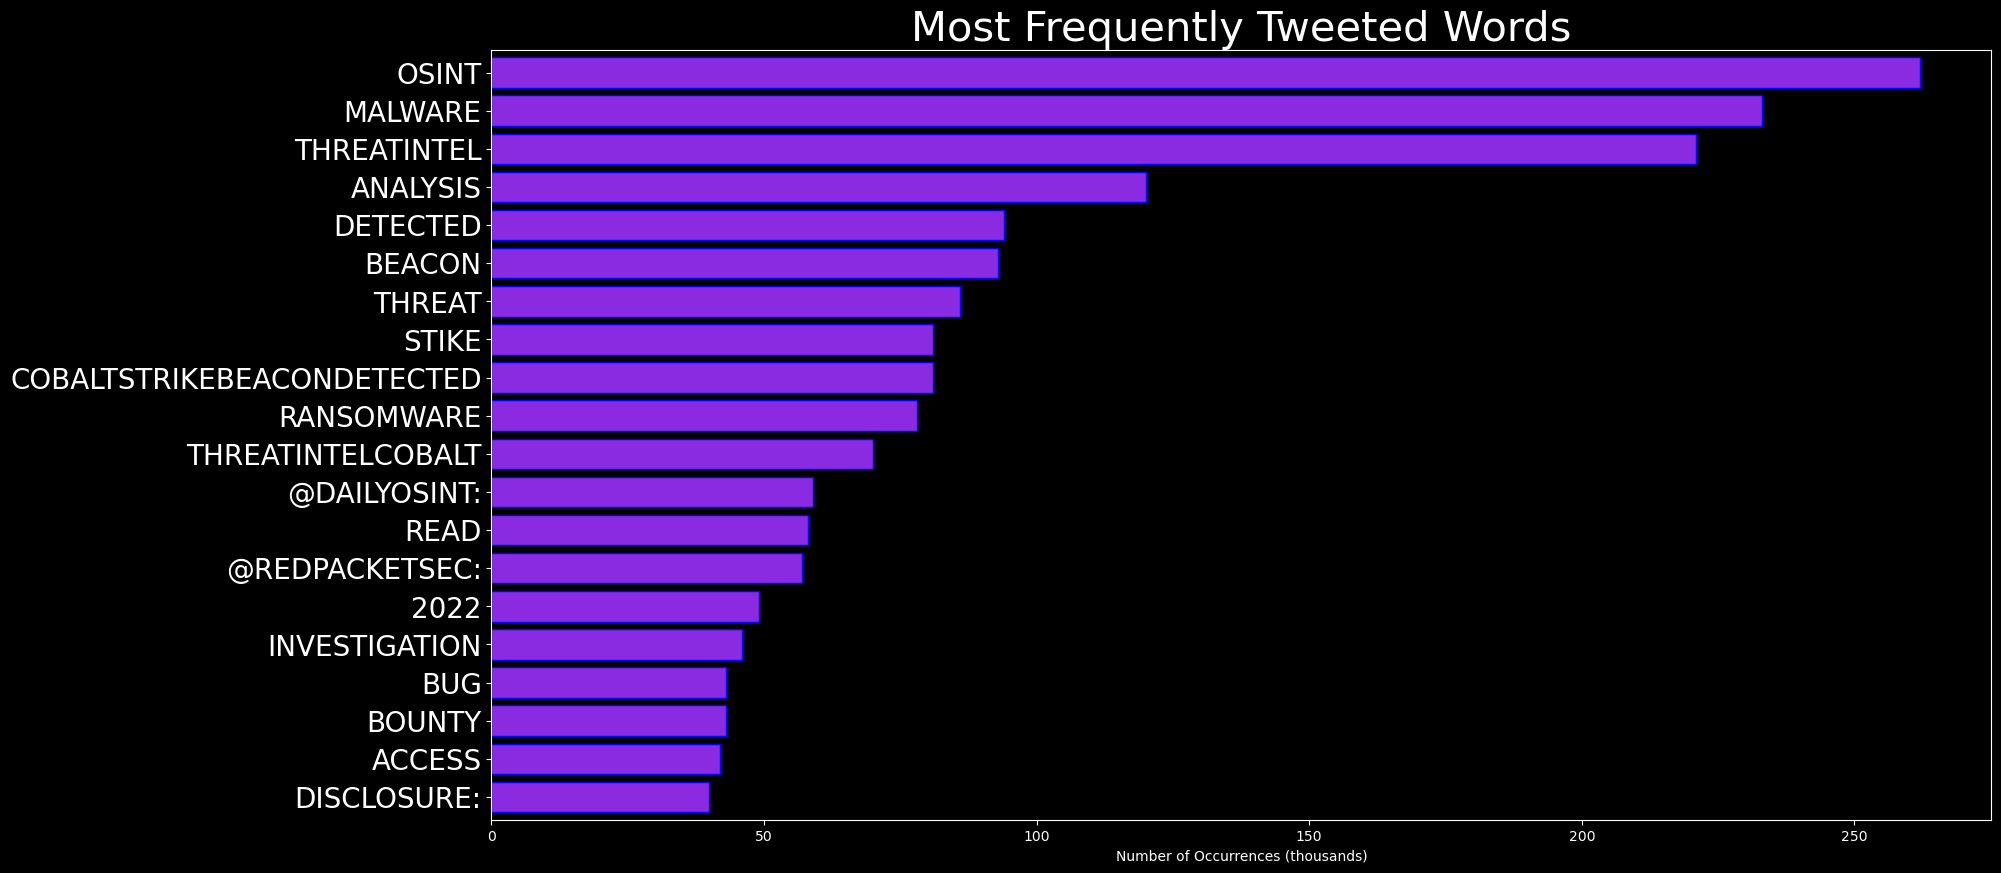 Most Frequently Tweeted Words
OSINT
MALWARE
THREATINTEL
ANALYSIS
DETECTED
BEACON
THREAT
STIKE
COBALTSTRIKEBEACONDETECTED
RANSOMWARE
THREATINTELCOBALT
@DAILYOSINT:
READ
@REDPACKETSEC:
2022
INVESTIGATION
BUG
BOUNTY
ACCESS
DISCLOSURE:
0 50 100 150 200 250
Number of Occurrences (thousands)